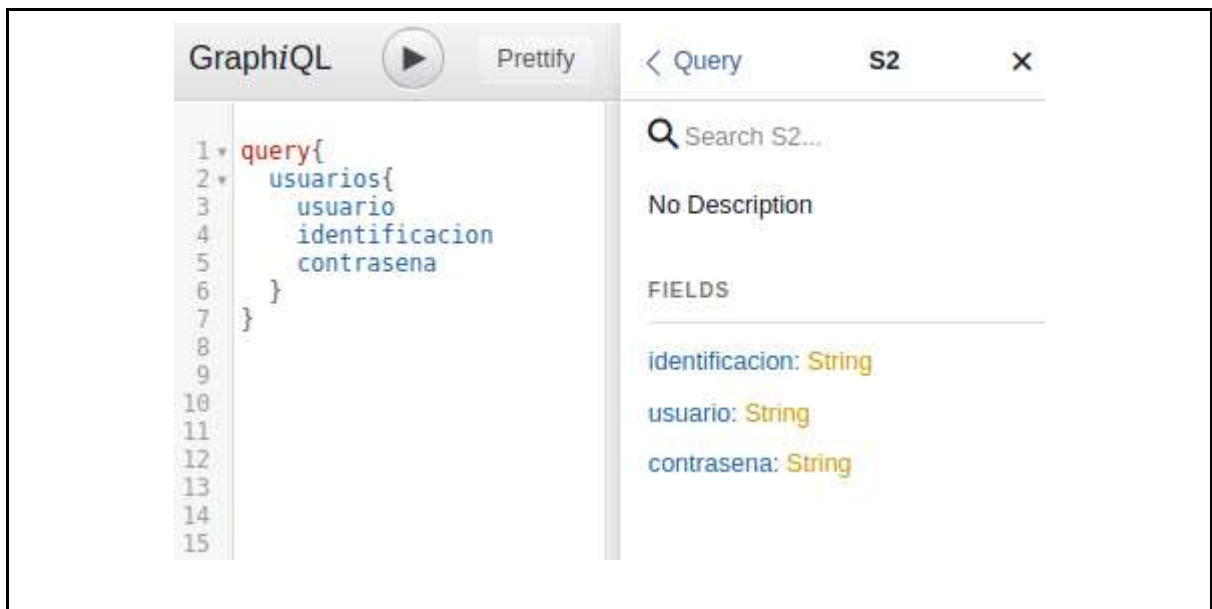 GraphiQL
Prettify
1 query{
2 usuarios{
3 usuario
4 identificacion
5 contrasena
6 }
7 }
8
9
10
11
12
13
14
15
Query S2 ×
Search S2...
No Description
FIELDS
identificacion: String
usuario: String
contrasena: String